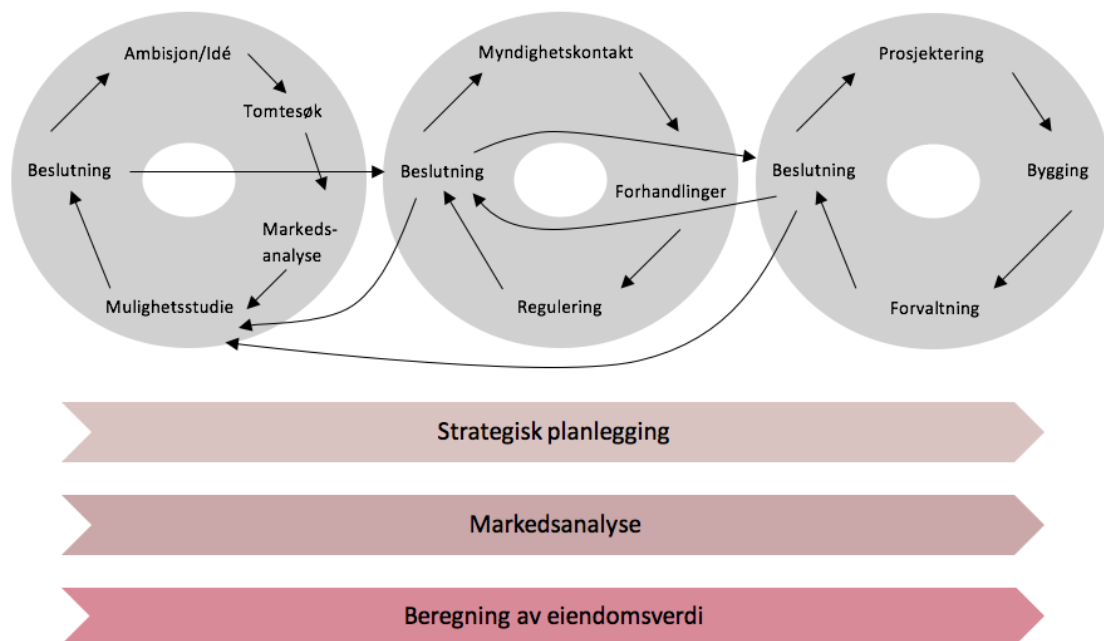 Ambisjon/Idé
Tomtesøk
Beslutning
Markeds-
analyse
Mulighetsstudie
Myndighetskontakt
Beslutning
Forhandlinger
Regulering
Prosjektering
Beslutning
Bygging
Forvaltning
Strategisk planlegging
Markedsanalyse
Beregning av eiendomsverdi